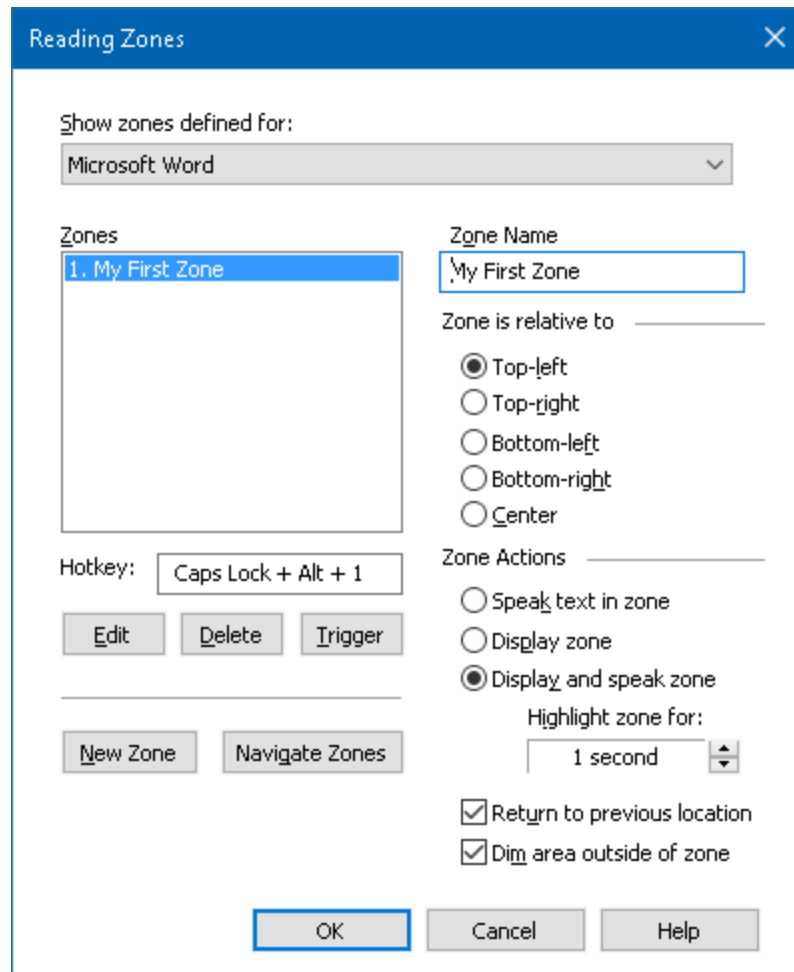 Reading Zones
Show zones defined for:
Microsoft Word
Zones
1. My First Zone
Hotkey:
Caps Lock + Alt + 1
Edit
Delete
Trigger
New Zone
Navigate Zones
Zone Name
My First Zone
Zone is relative to
Top-left
Top-right
Bottom-left
Bottom-right
Center
Zone Actions
Speak text in zone
Display zone
Display and speak zone
Highlight zone for:
1 second
Return to previous location
Dim area outside of zone
OK
Cancel
Help